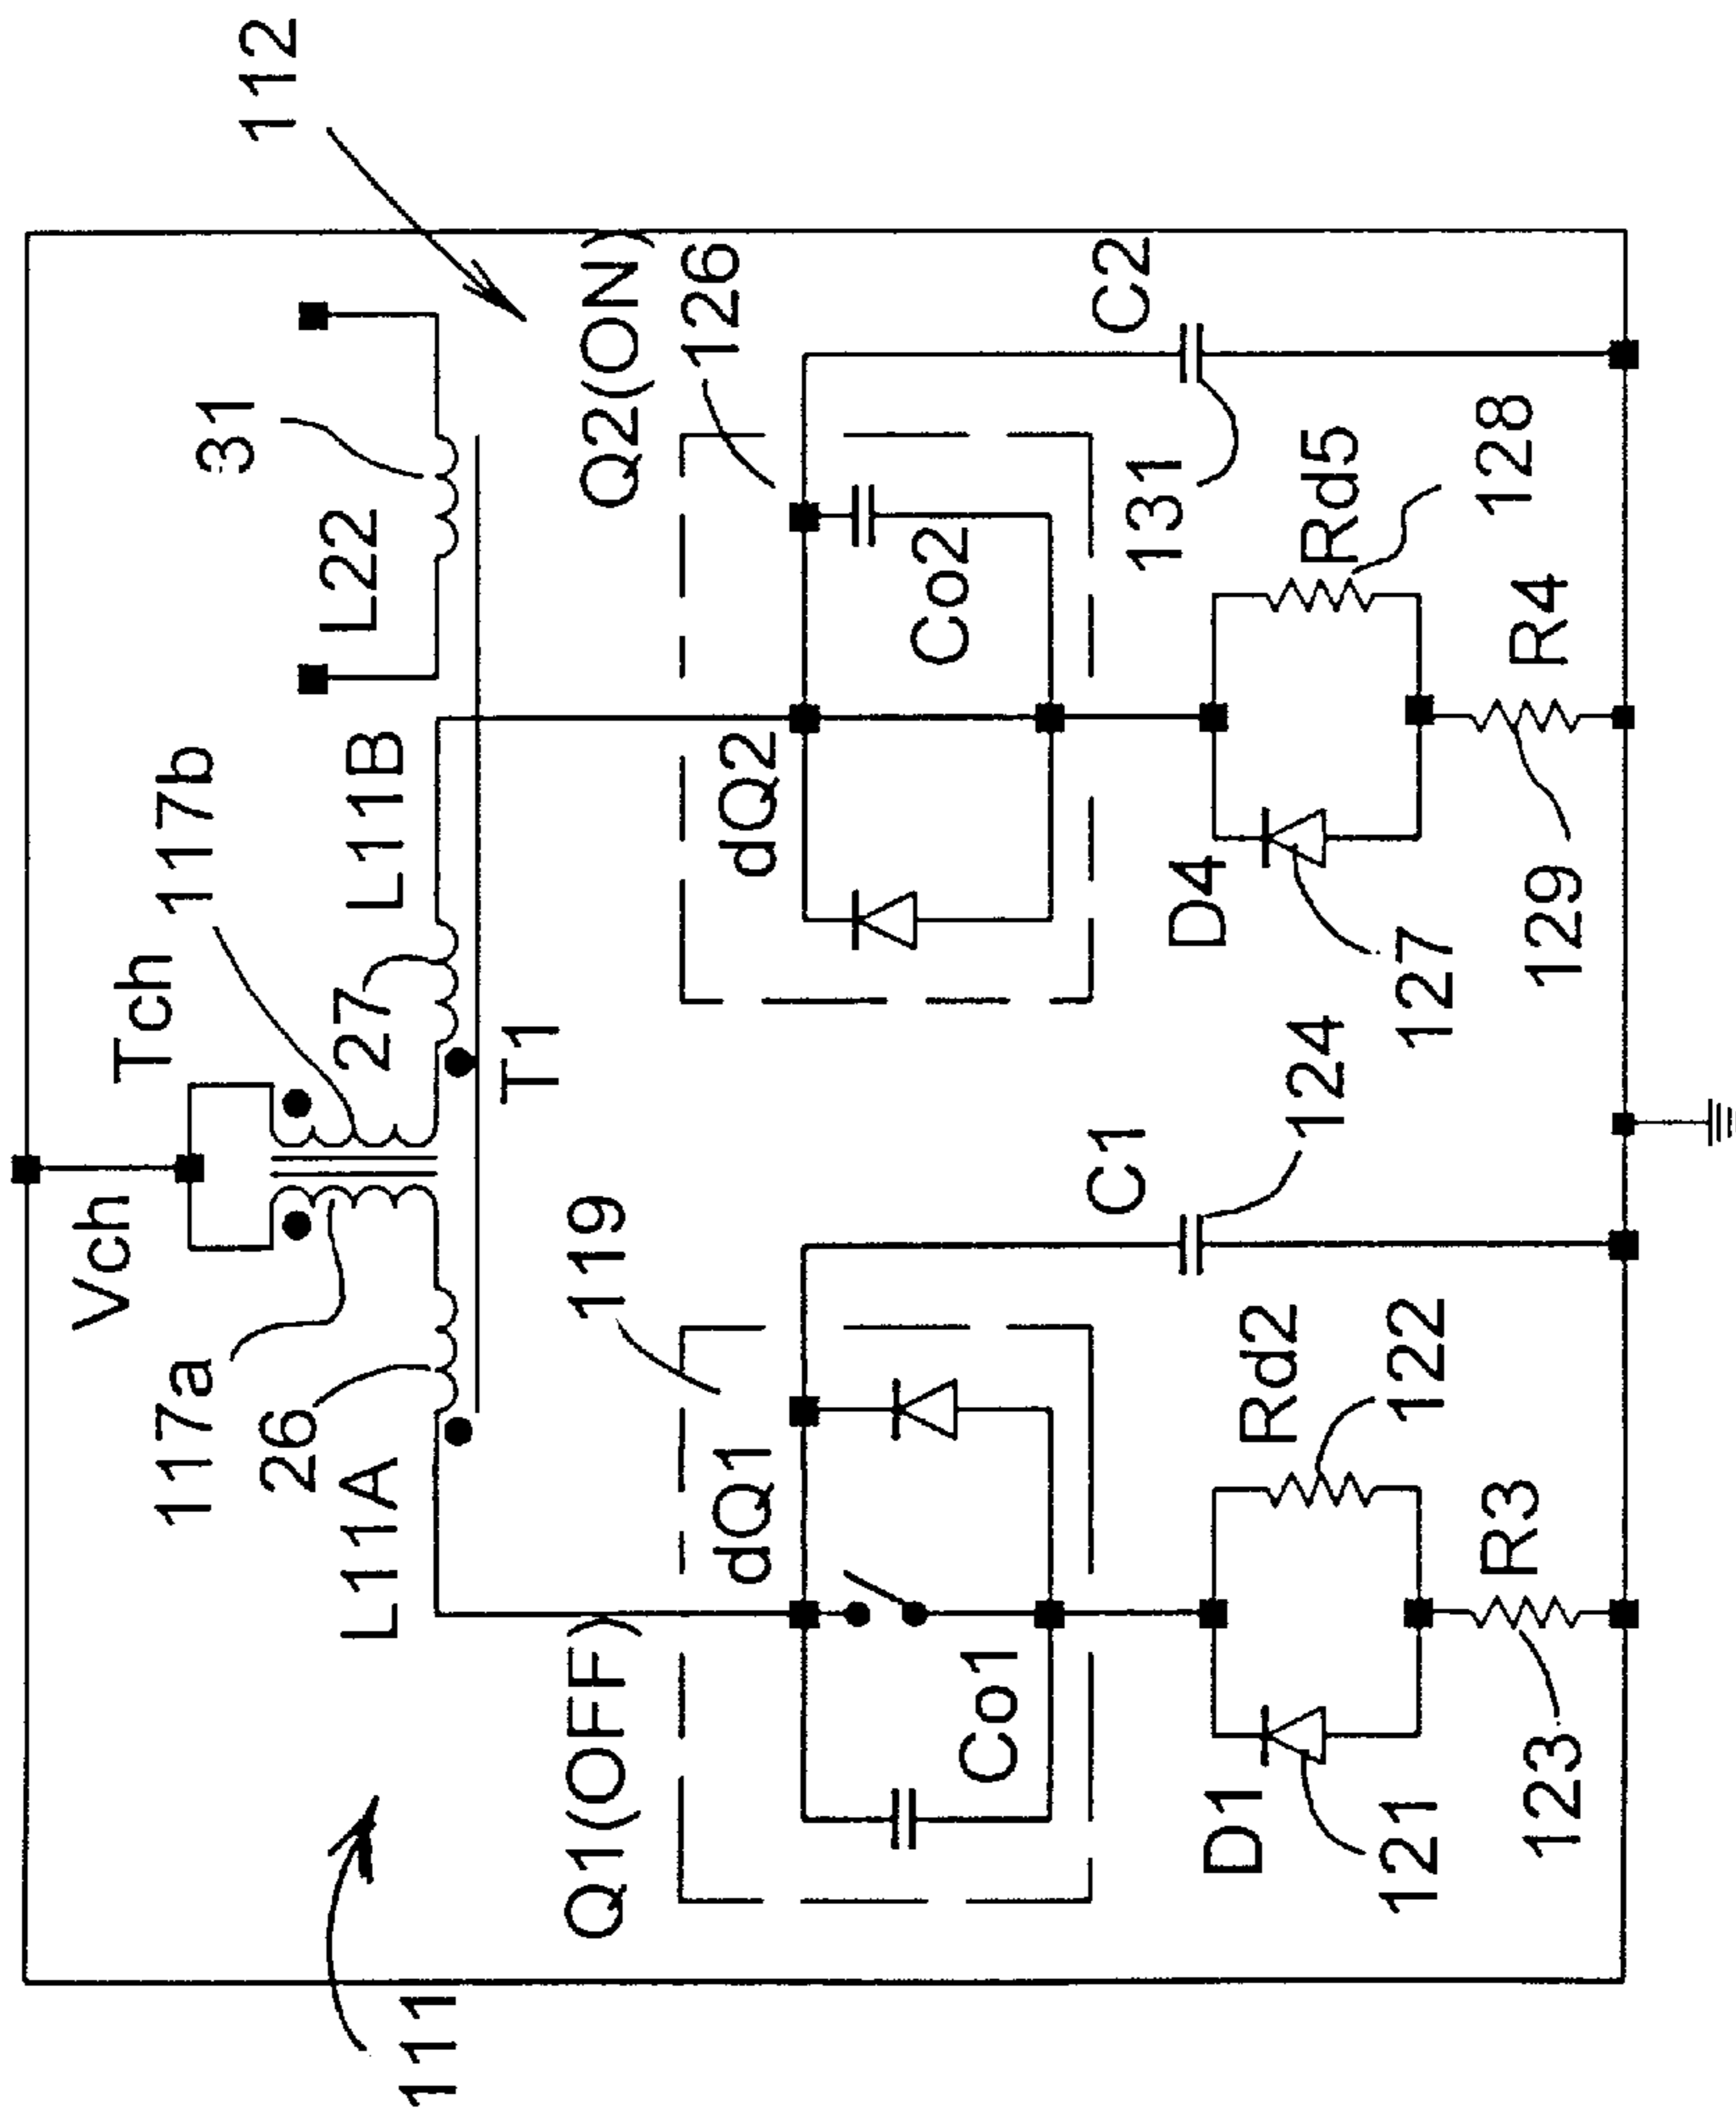 112
31
L22
Q2(ON)
126
C2
dQ2
Co2
131
Rd5
128
D4
127
R4
129
117b
L11B
Tch
27
T1
Vch
117a
26
L11A
119
C1
124
Q1(OFF)
dQ1
Co1
Rd2
122
D1
121
R3
123
111